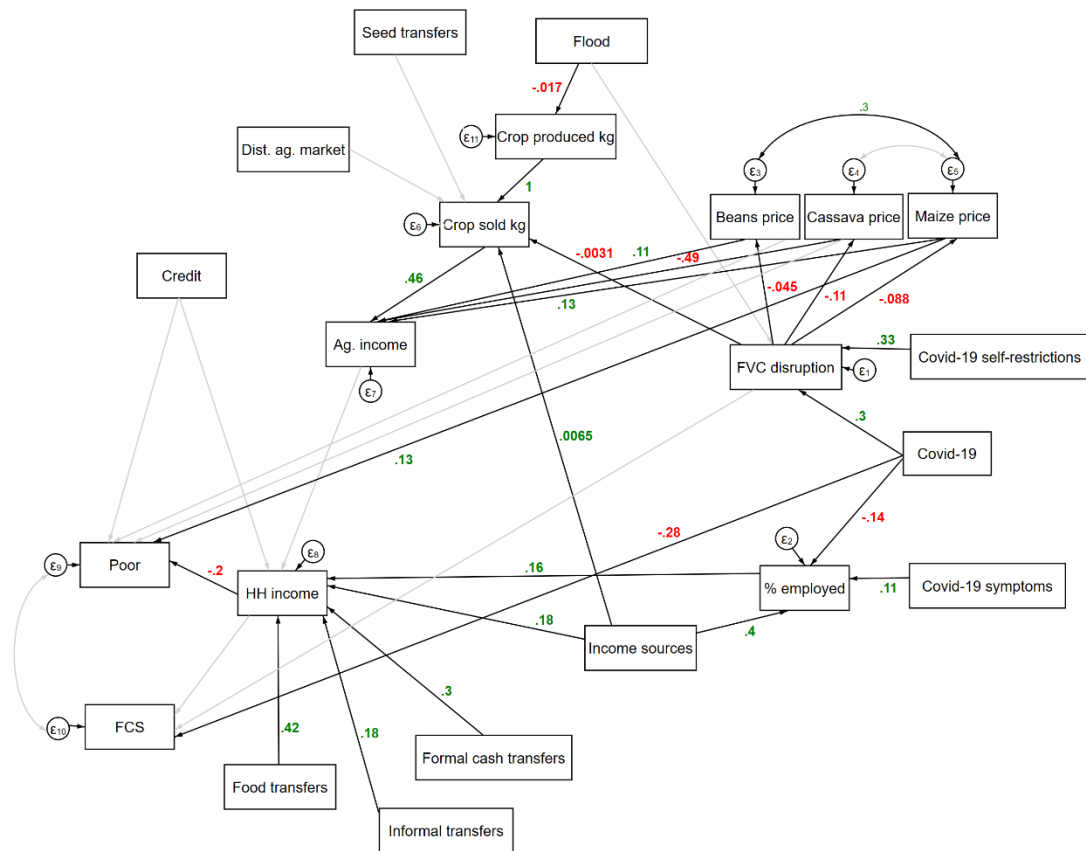 Seed transfers
Flood
-.017
.3
ε11
Crop produced kg
Dist. ag. market
ε3
ε4
ε5
1
Beans price
Cassava price
Maize price
ε6
Crop sold kg
-.0031
.11
-.49
Credit
.46
-.045
-.11
-.088
.13
Ag. income
.33
Covid-19 self-restrictions
FVC disruption
ε1
ε7
.0065
.3
Covid-19
.13
-.14
-.28
ε2
ε9
Poor
-.2
ε8
.16
HH income
% employed
.11
Covid-19 symptoms
.18
.4
Income sources
.3
ε10
FCS
.42
.18
Formal cash transfers
Food transfers
Informal transfers